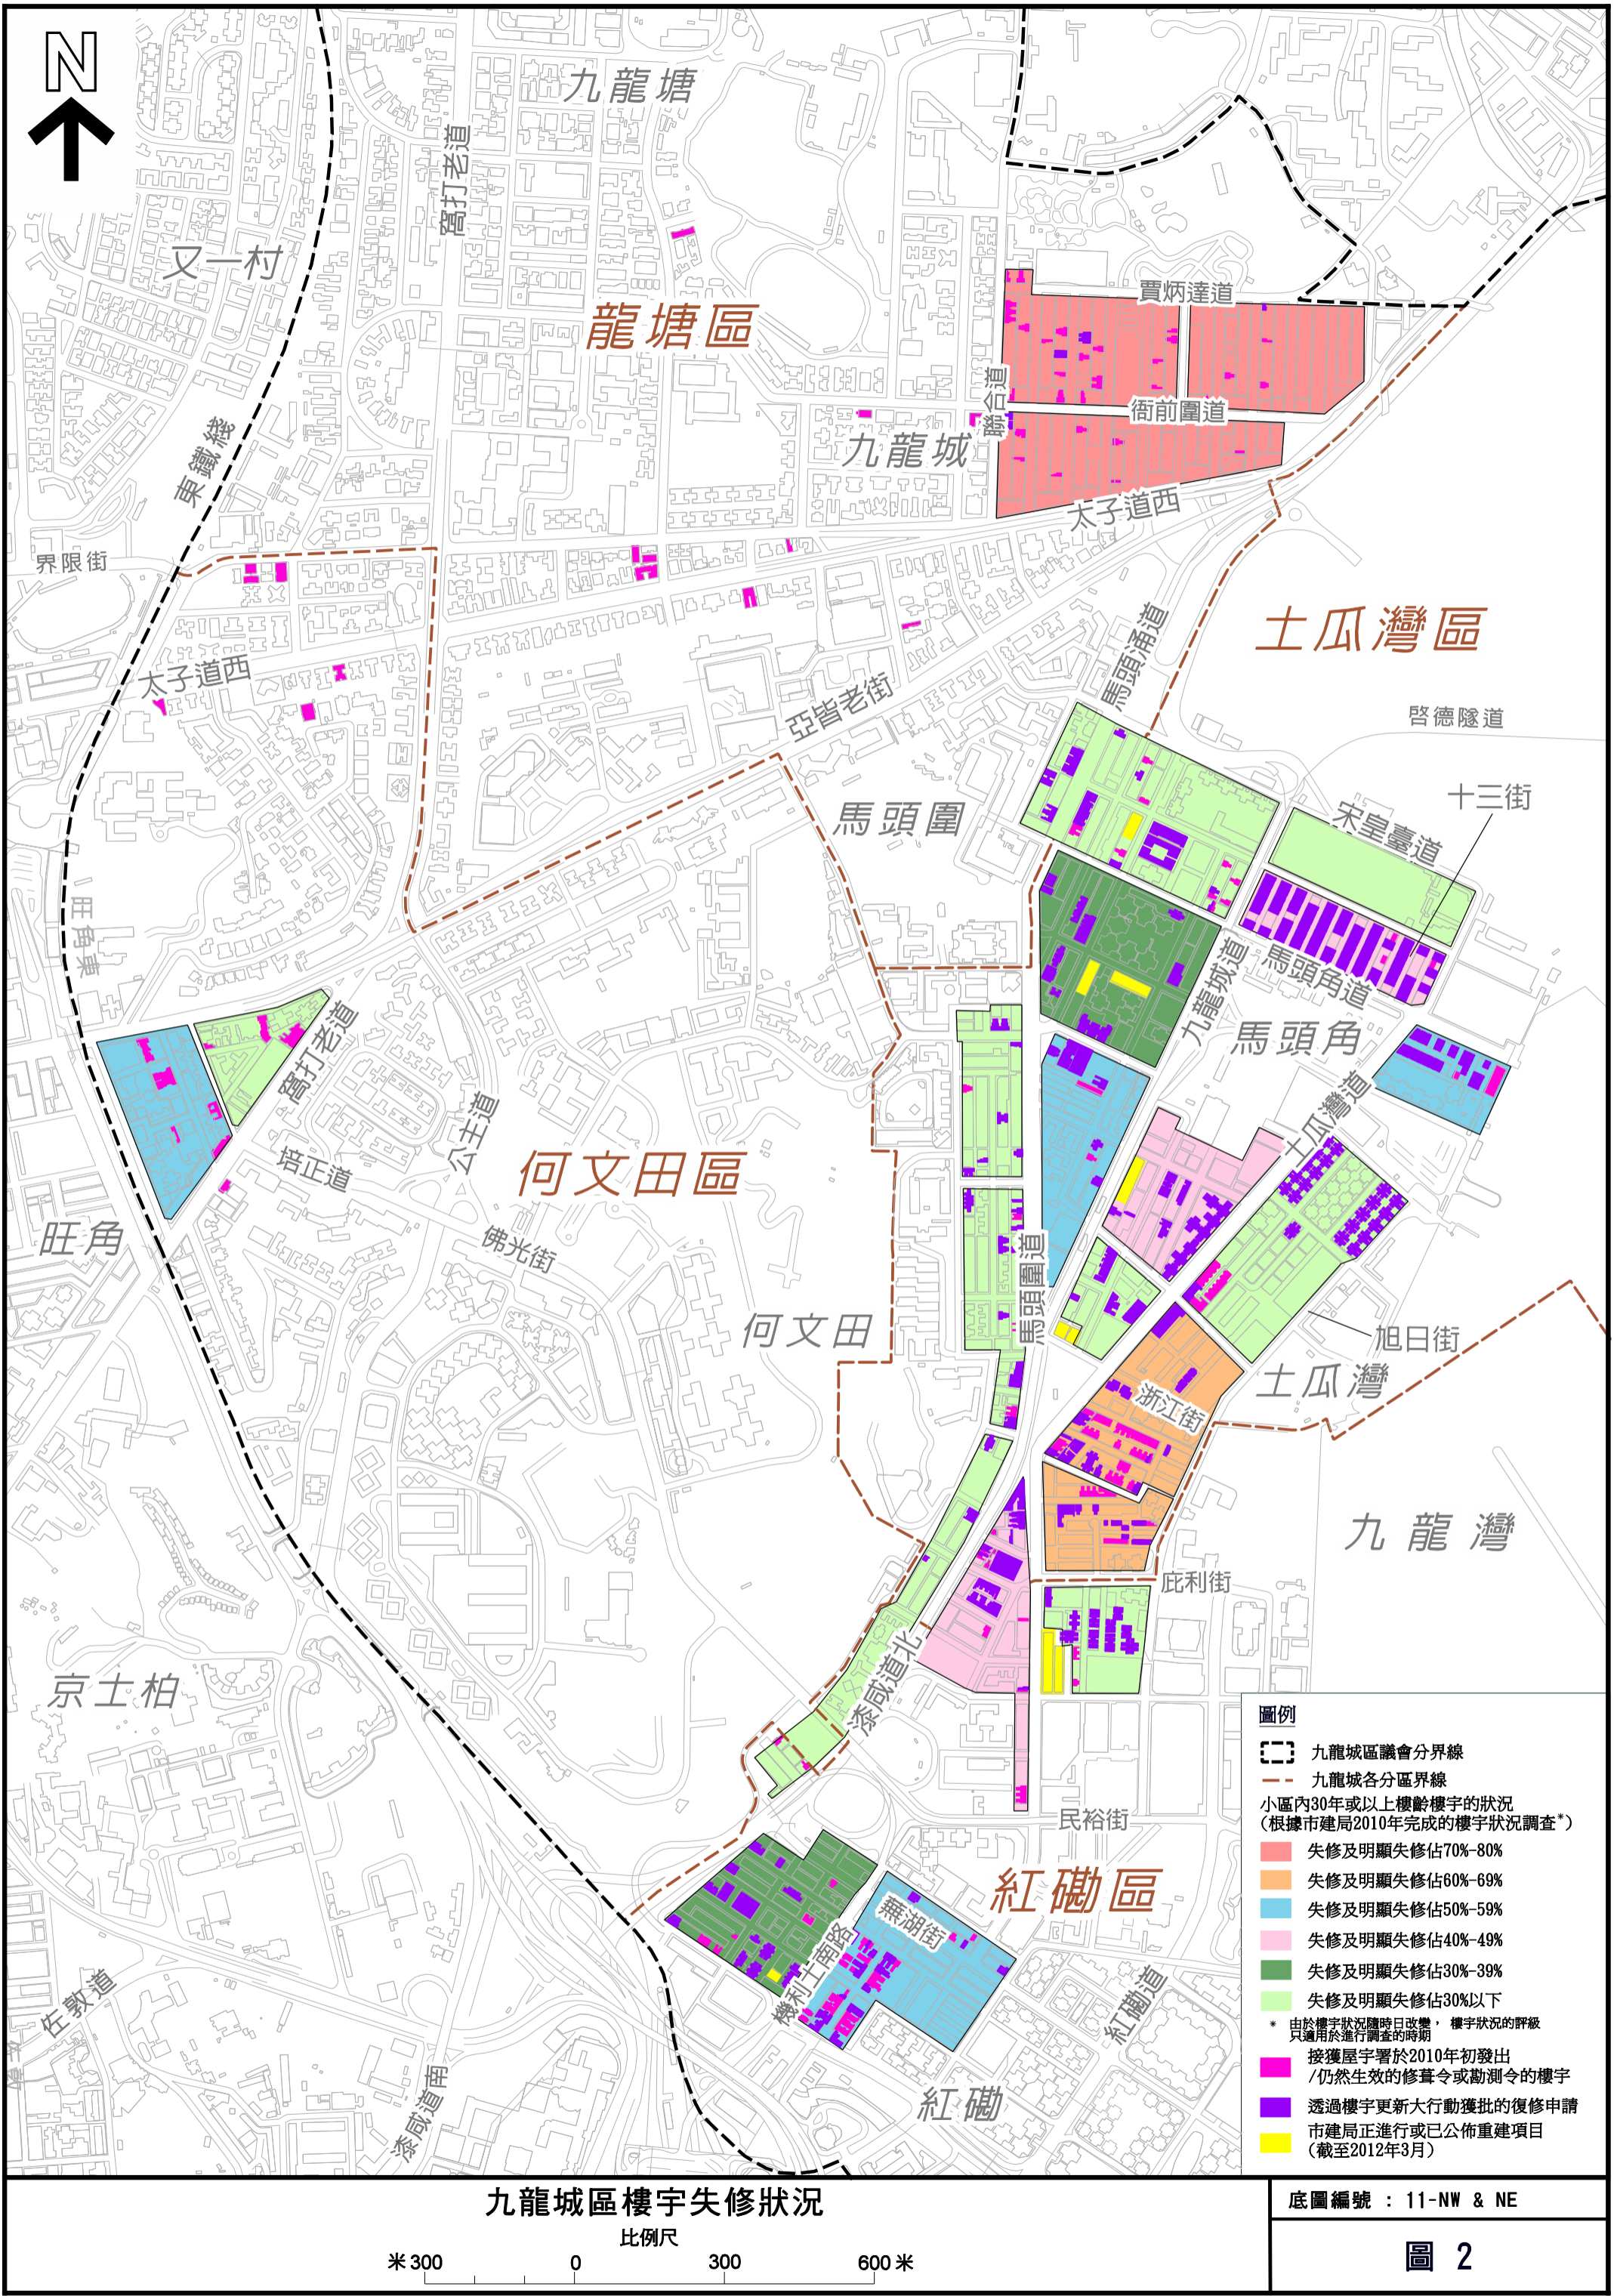 N
九龍塘
窩打老道
又一村
龍塘區
賈炳達道
聯合道
衙前圍道
九龍城
東鐵綫
太子道西
界限街
土瓜灣區
馬頭涌道
太子道西
亞皆老街
啓德隧道
馬頭圍
十三街
宋皇臺道
旺角東
馬頭角道
九龍城道
馬頭角
窩打老道
公主道
土瓜灣道
培正道
何文田區
旺角
佛光街
馬頭圍道
何文田
旭日街
土瓜灣
浙江街
九龍灣
庇利街
漆咸道北
京士柏
民裕街
紅磡區
蕪湖街
機利士南路
佐敦道
紅磡道
漆咸道南
紅磡
圖例
九龍城區議會分界線
九龍城各分區界線
小區內30年或以上樓齡樓宇的狀況
(根據市建局2010年完成的樓宇狀況調查*)
失修及明顯失修佔70%-80%
失修及明顯失修佔60%-69%
失修及明顯失修佔50%-59%
失修及明顯失修佔40%-49%
失修及明顯失修佔30%-39%
失修及明顯失修佔30%以下
* 由於樓宇狀況隨時日改變，樓宇狀況的評級
只適用於進行調查的時期
接獲屋宇署於2010年初發出
/仍然生效的修葺令或勘測令的樓宇
透過樓宇更新大行動獲批的復修申請
市建局正進行或已公佈重建項目
(截至2012年3月)
九龍城區樓宇失修狀況
比例尺
米 300 0 300 600 米
底圖編號 : 11-NW & NE
圖 2